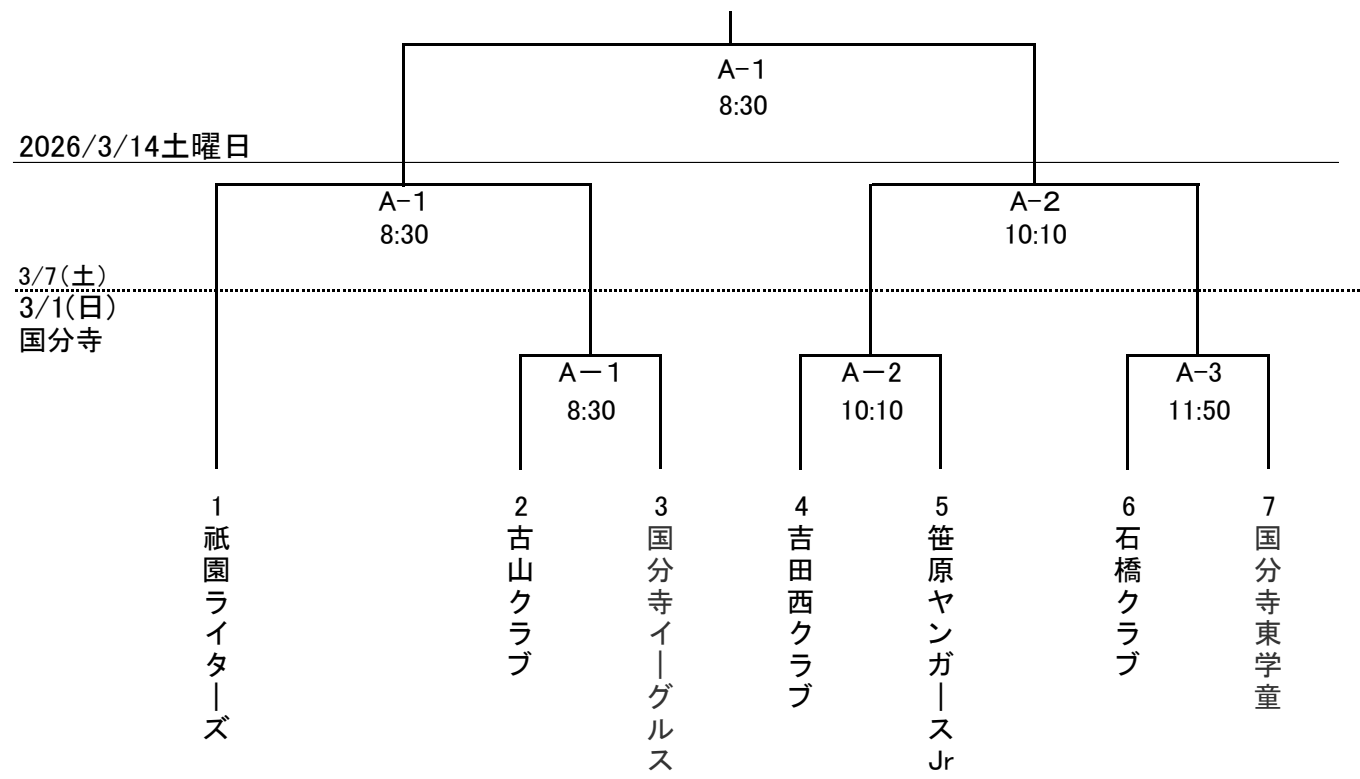 A-1
8:30
2026/3/14土曜日
A-1
8:30
A-2
10:10
3/7(土)
3/1(日)
国分寺
A－1
8:30
A－2
10:10
A-3
11:50
1
祇園ライターズ
2
古山クラブ
3
国分寺イーグルス
4
吉田西クラブ
5
笹原ヤンガースJr
6
石橋クラブ
7
国分寺東学童